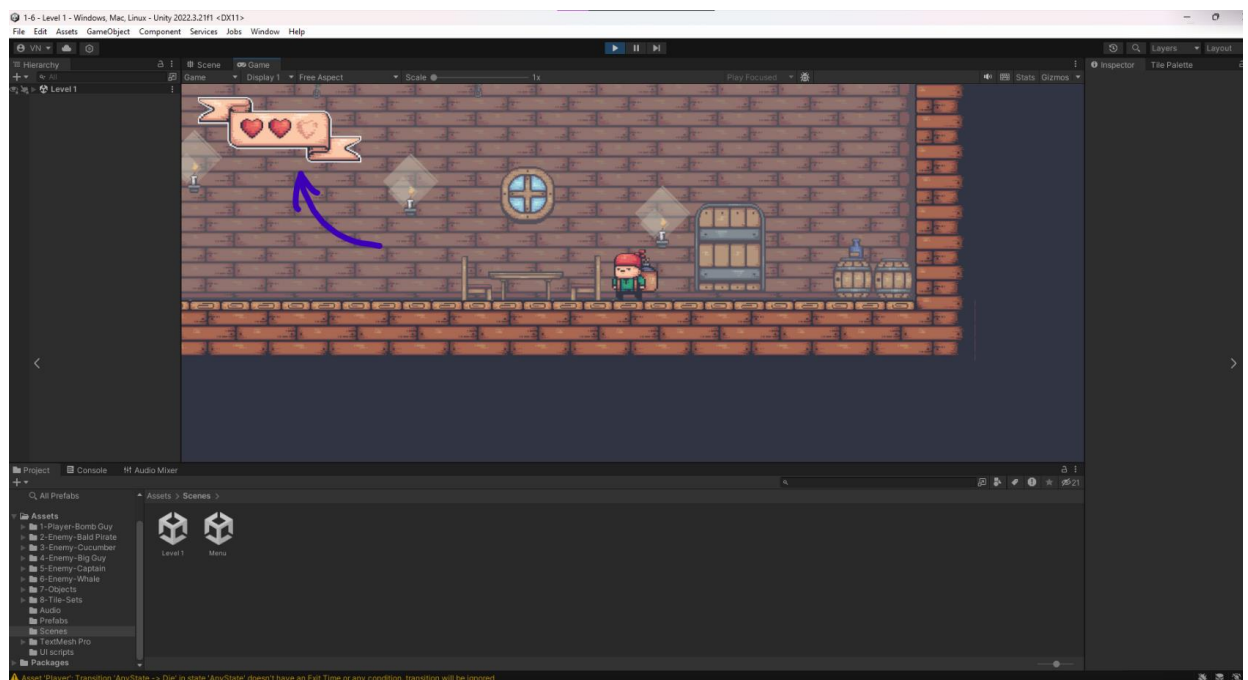 1-6 - Level 1 - Windows, Mac, Linux - Unity 2022.3.21f1 <DX11>
File Edit Assets GameObject Component Services Jobs Window Help
VN Layers Layout
Hierarchy Scene Game Inspector Tile Palette
All Game Display 1 Free Aspect Scale 1x Play Focused Stats Gizmos
Level 1
Project Console Audio Mixer
21
All Prefabs Assets > Scenes >
Assets
1-Player-Bomb Guy
2-Enemy-Bald Pirate
3-Enemy-Cucumber
4-Enemy-Big Guy
5-Enemy-Captain
6-Enemy-Whale
7-Objects
8-Tile-Sets
Audio
Prefabs
Scenes
TextMesh Pro
UI scripts
Packages
Level 1 Menu
Asset 'Player': Transition 'AnyState -> Die' in state 'AnyState' doesn't have an Exit Time or any condition, transition will be ignored